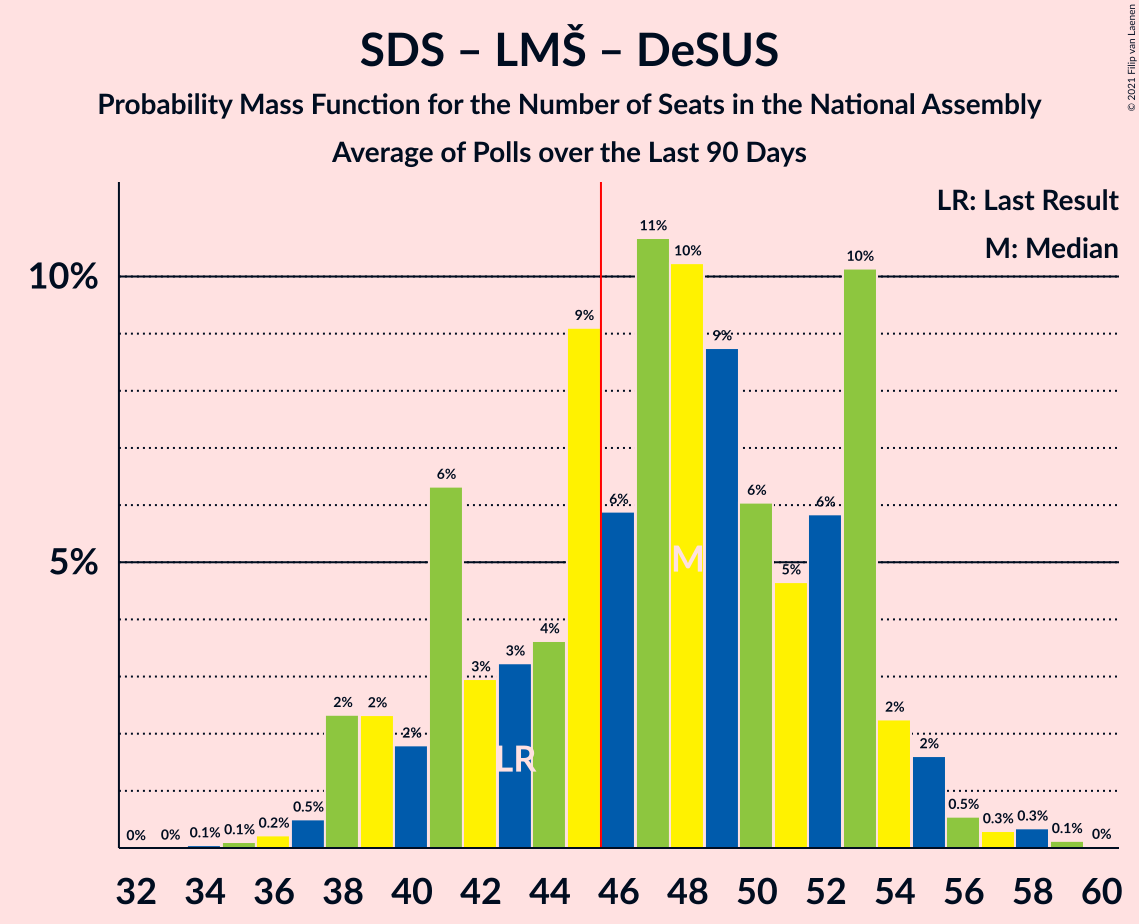 SDS – LMŠ – DeSUS
Probability Mass Function for the Number of Seats in the National Assembly
Average of Polls over the Last 90 Days
© 2021 Filip van Laenen
LR: Last Result
M: Median
10%
5%
0% 0% 0.1% 0.1% 0.2% 0.5% 2% 2% 2% 6% 3% 3% 4% 9% 6% 11% 10% 9% 6% 5% 6% 10% 2% 2% 0.5% 0.3% 0.3% 0.1% 0%
M
LR
32 34 36 38 40 42 44 46 48 50 52 54 56 58 60